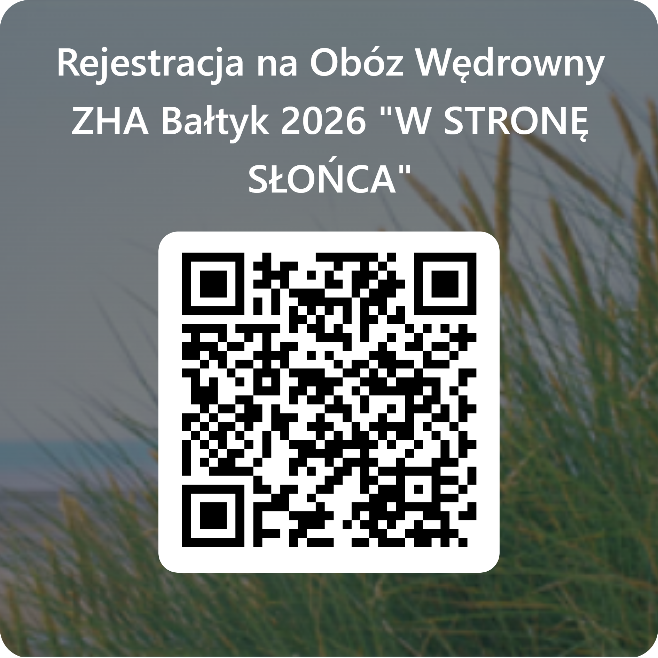 Rejestracja na Obóz Wędrowny
ZHA Bałtyk 2026 "W STRONĘ
SŁOŃCA"